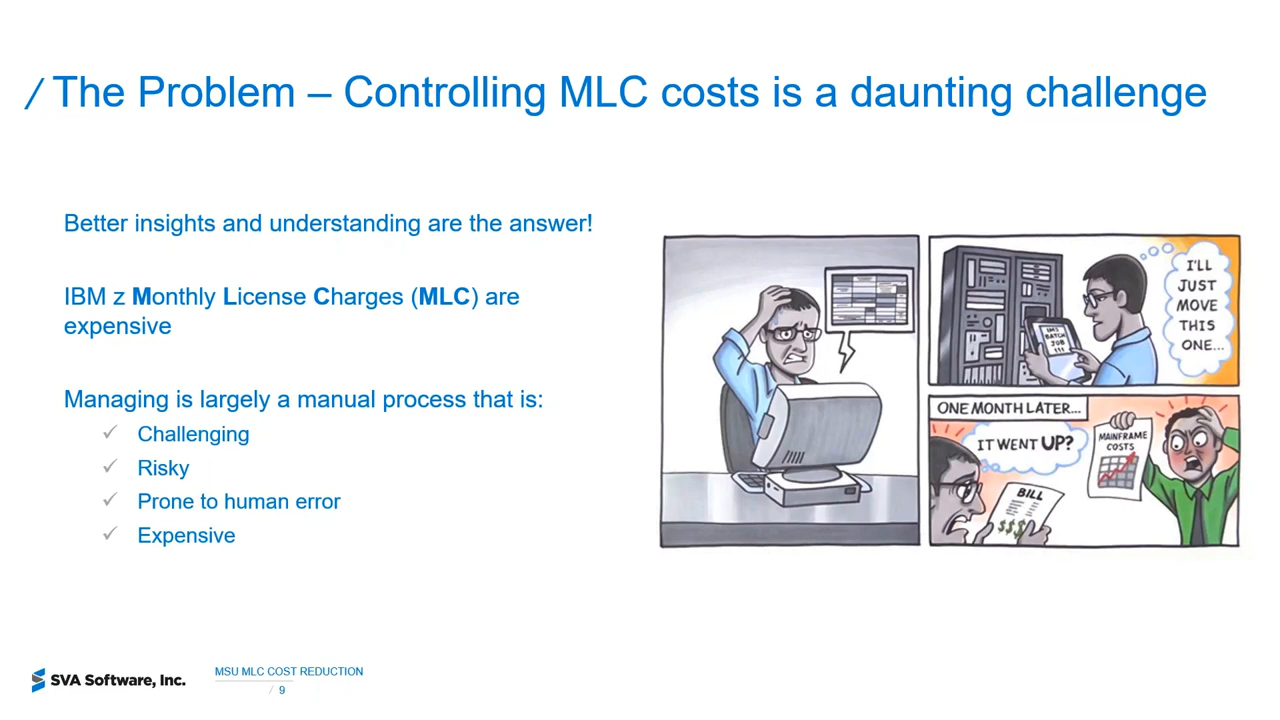 / The Problem – Controlling MLC costs is a daunting challenge
Better insights and understanding are the answer!
IBM z Monthly License Charges (MLC) are
expensive
Managing is largely a manual process that is:
✓ Challenging
✓ Risky
✓ Prone to human error
✓ Expensive
I'LL
JUST
MOVE
THIS
ONE...
IMS
BATCH
JOB
!!!
ONE MONTH LATER...
IT WENT UP?
BILL
$$$
MAINFRAME
COSTS
SVA Software, Inc.
MSU MLC COST REDUCTION
/ 9